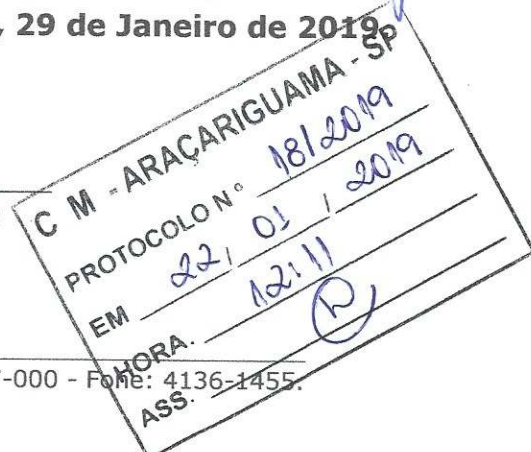 , 29 de Janeiro de 2019
C M - ARAÇARIGUAMA - SP
PROTOCOLO Nº 18/2019
EM 22, 01, 2019
HORA. 12:11
ASS.
-000 - Fone: 4136-1455.